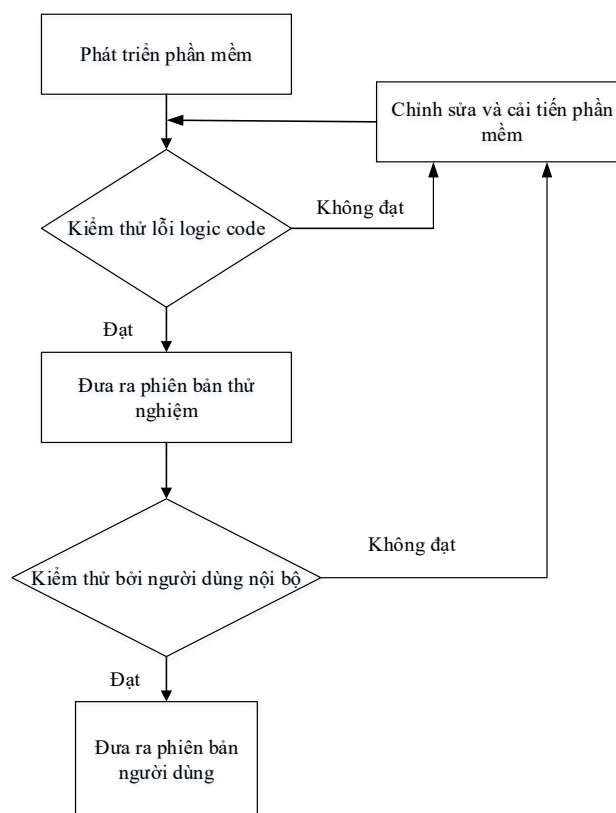 Phát triển phần mềm
Chỉnh sửa và cải tiến phần
mềm
Kiểm thử lỗi logic code
Không đạt
Đạt
Đưa ra phiên bản thử
nghiệm
Kiểm thử bởi người dùng nội bộ
Không đạt
Đạt
Đưa ra phiên bản
người dùng